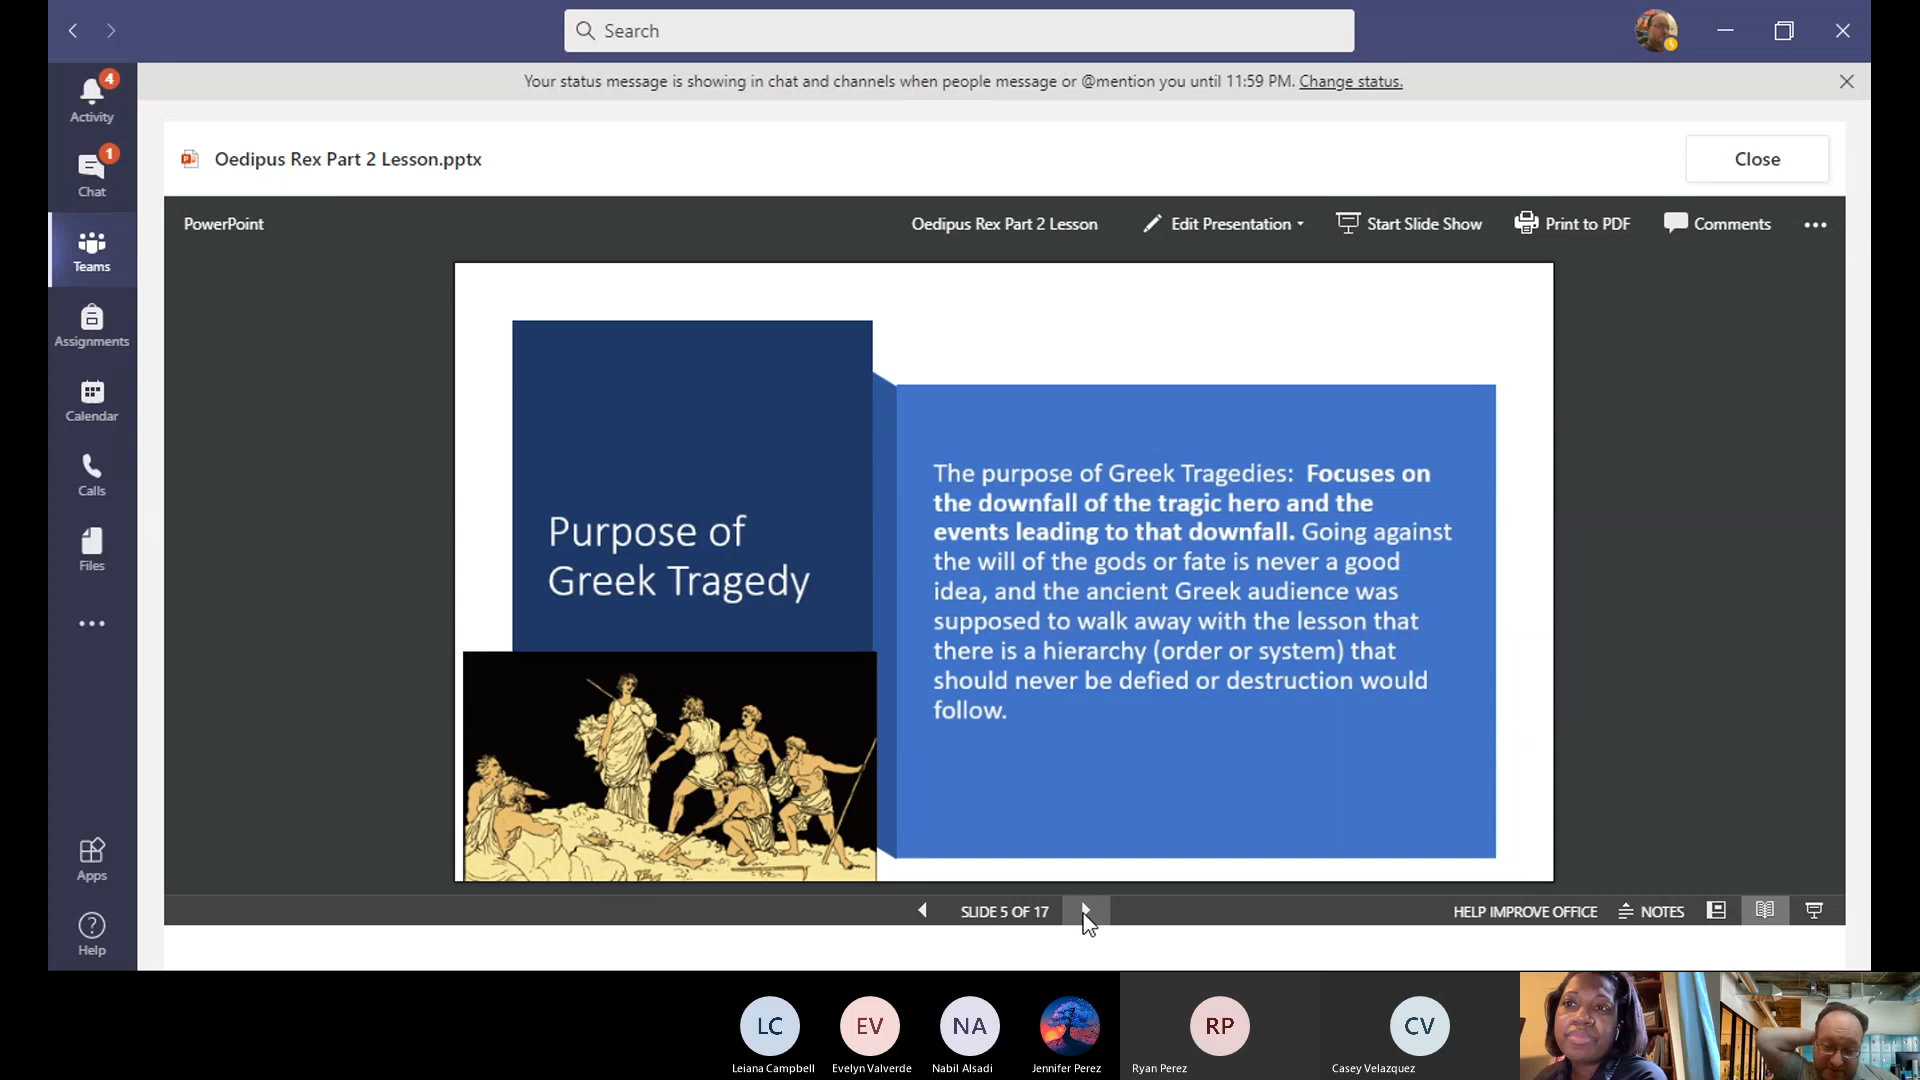 Search
Your status message is showing in chat and channels when people message or @mention you until 11:59 PM. Change status.
4
Activity
1
Chat
Teams
Assignments
Calendar
Calls
Files
Apps
Help
Oedipus Rex Part 2 Lesson.pptx
Close
PowerPoint
Oedipus Rex Part 2 Lesson
Edit Presentation
Start Slide Show
Print to PDF
Comments
Purpose of
Greek Tragedy
The purpose of Greek Tragedies: Focuses on
the downfall of the tragic hero and the
events leading to that downfall. Going against
the will of the gods or fate is never a good
idea, and the ancient Greek audience was
supposed to walk away with the lesson that
there is a hierarchy (order or system) that
should never be defied or destruction would
follow.
SLIDE 5 OF 17
HELP IMPROVE OFFICE
NOTES
LC
EV
NA
RP
CV
Leiana Campbell
Evelyn Valverde
Nabil Alsadi
Jennifer Perez
Ryan Perez
Casey Velazquez